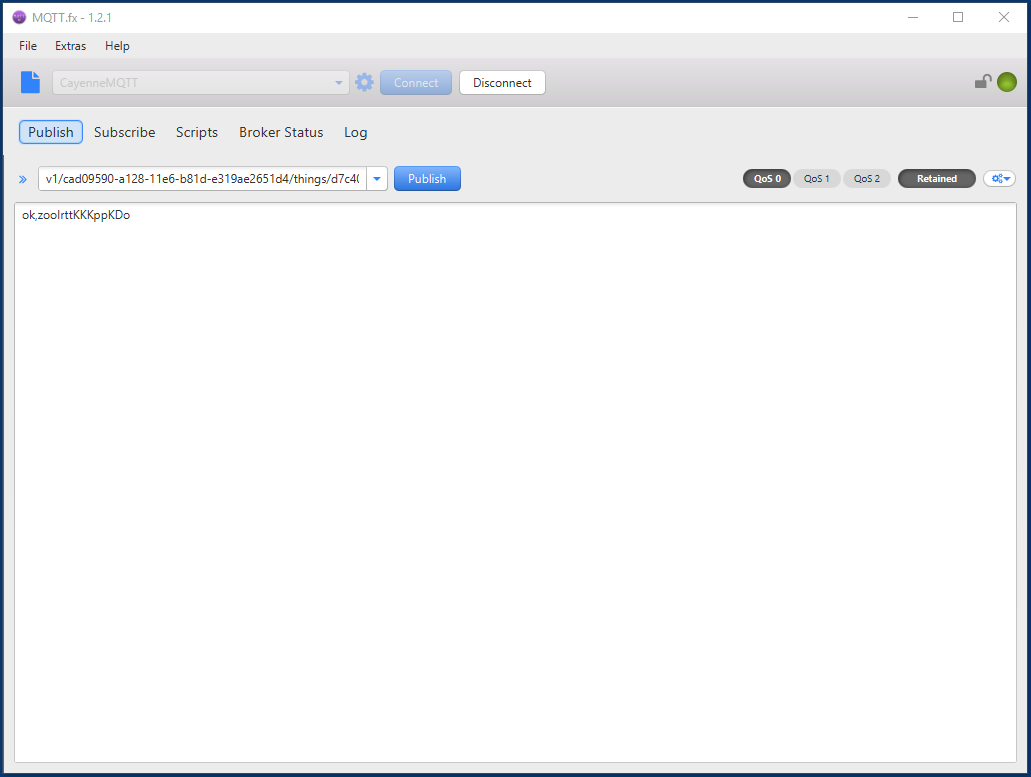 MQTT.fx - 1.2.1
File Extras Help
CayenneMQTT Connect Disconnect
Publish Subscribe Scripts Broker Status Log
v1/cad09590-a128-11e6-b81d-e319ae2651d4/things/d7c40 Publish QoS 0 QoS 1 QoS 2 Retained
ok,zoolrttKKKppKDo